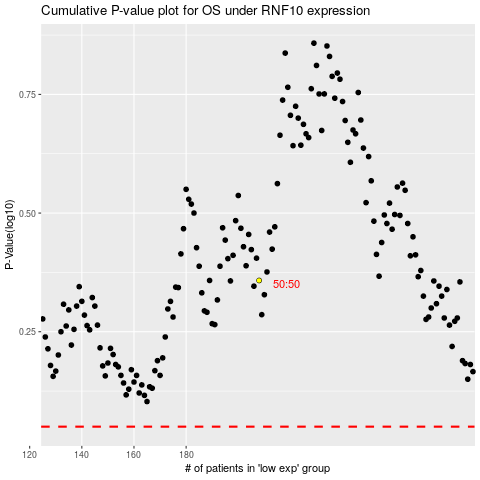 Cumulative P-value plot for OS under RNF10 expression
P-Value(log10)
0.75
0.50
0.25
50:50
120 140 160 180
# of patients in 'low exp' group